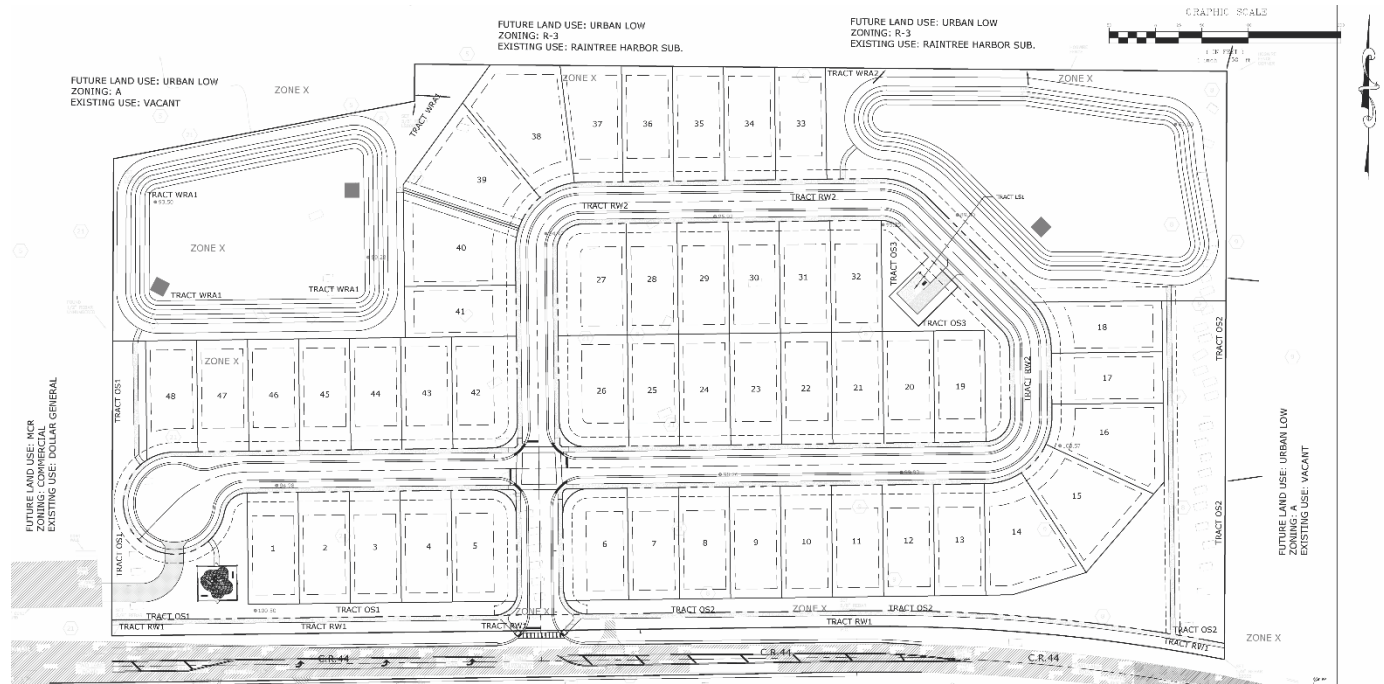 FUTURE LAND USE: URBAN LOW
ZONING: R-3
EXISTING USE: RAINTREE HARBOR SUB.
FUTURE LAND USE: URBAN LOW
ZONING: R-3
EXISTING USE: RAINTREE HARBOR SUB.
GRAPHIC SCALE
FUTURE LAND USE: URBAN LOW
ZONING: A
EXISTING USE: VACANT
ZONE X
ZONE X
TRACT WRA2
ZONE X
TRACT WRA1
38
37
36
35
34
33
39
TRACT WRA1
TRACT RW2
TRACT RW2
TRACT LS1
ZONE X
40
TRACT OS3
27
28
29
30
31
32
TRACT WRA1
TRACT WRA1
41
TRACT OS3
18
TRACT OS2
ZONE X
48
47
46
45
44
43
42
26
25
24
23
22
21
20
19
TRACT RW2
17
16
TRACT OS1
FUTURE LAND USE: MCR
ZONING: COMMERCIAL
EXISTING USE: DOLLAR GENERAL
15
FUTURE LAND USE: URBAN LOW
ZONING: A
EXISTING USE: VACANT
TRACT OS2
TRACT OS1
1
2
3
4
5
6
7
8
9
10
11
12
13
14
TRACT OS1
TRACT OS1
ZONE X
TRACT OS2
ZONE X
TRACT OS2
TRACT RW1
TRACT RW1
TRACT RW1
TRACT RW1
TRACT OS2
TRACT RW1
ZONE X
C.R.44
C.R.44
C.R.44